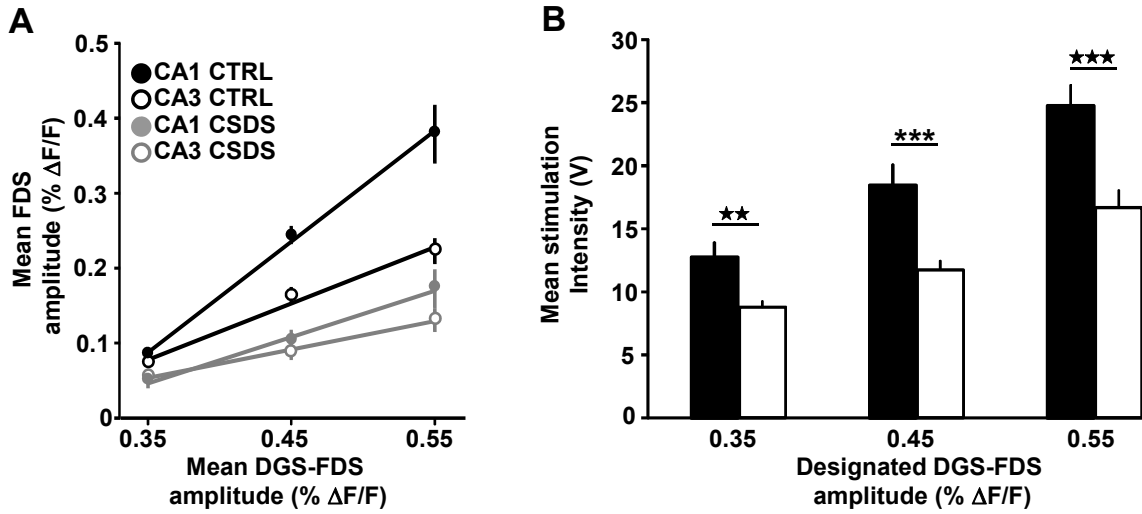 A
0.5
0.4
0.3
0.2
0.1
0
CA1 CTRL
CA3 CTRL
CA1 CSDS
CA3 CSDS
Mean FDS
amplitude (% ΔF/F)
0.35
0.45
0.55
Mean DGS-FDS
amplitude (% ΔF/F)
B
30
25
20
15
10
5
0
★★
***
★★★
Mean stimulation
Intensity (V)
0.35
0.45
0.55
Designated DGS-FDS
amplitude (% ΔF/F)